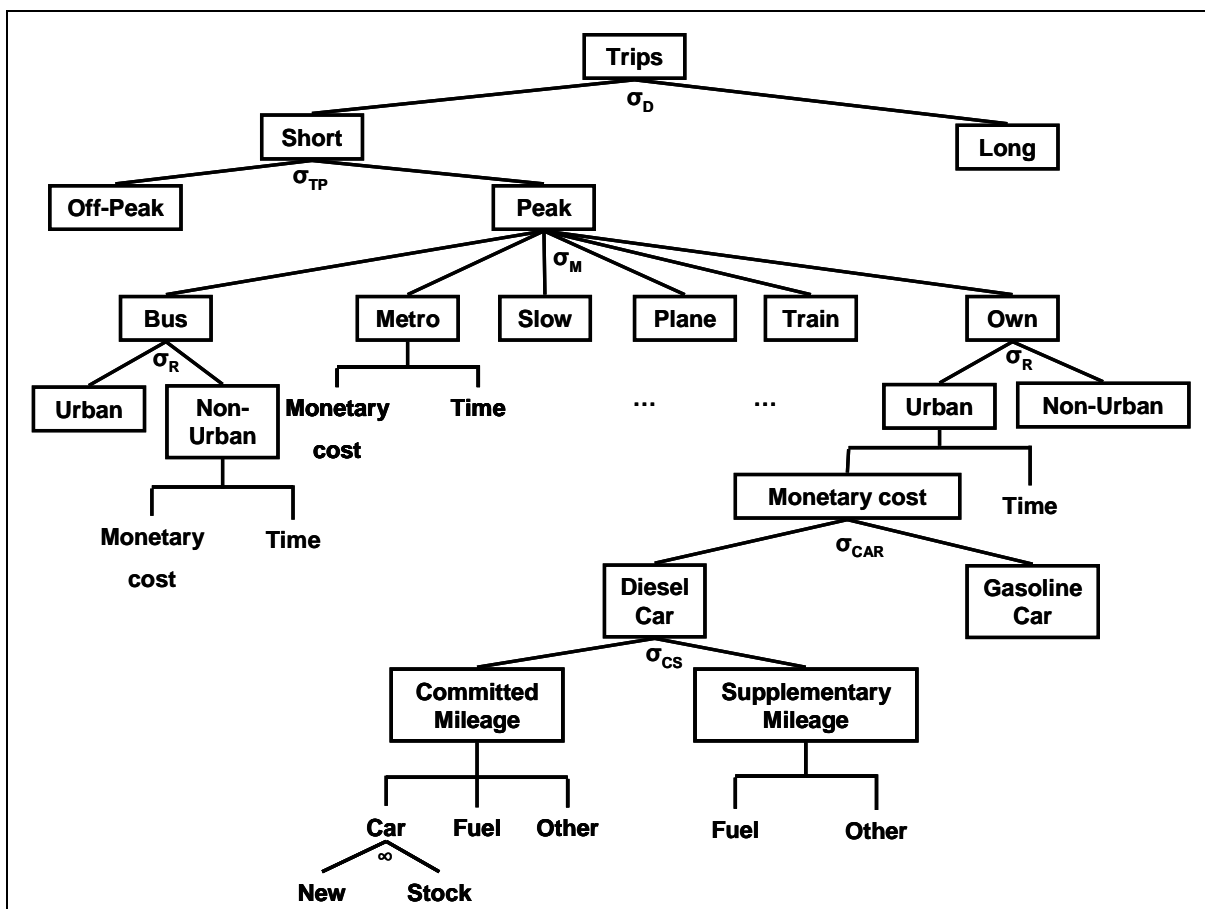 Trips
σD
Short
Long
σTP
Off-Peak
Peak
σM
Bus
Metro
Slow
Plane
Train
Own
σR
σR
Urban
Non-
Urban
Monetary
cost
Time
...
...
Urban
Non-Urban
Monetary
cost
Time
Monetary cost
Time
σCAR
Diesel
Car
Gasoline
Car
σCS
Committed
Mileage
Supplementary
Mileage
Car
Fuel
Other
Fuel
Other
∞
New
Stock